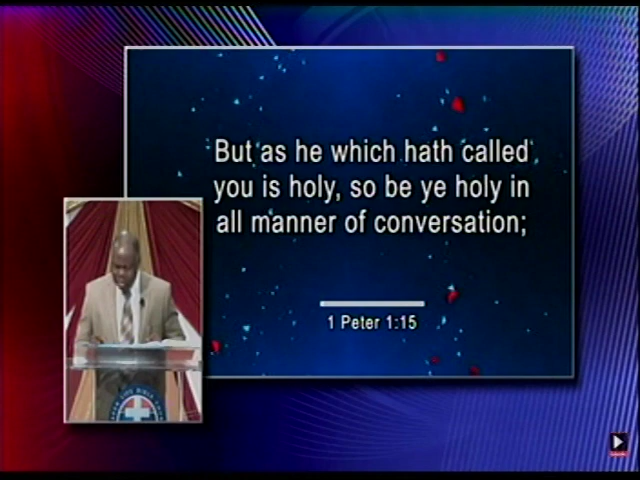 But as he which hath called
you is holy, so be ye holy in
all manner of conversation;
1 Peter 1:15